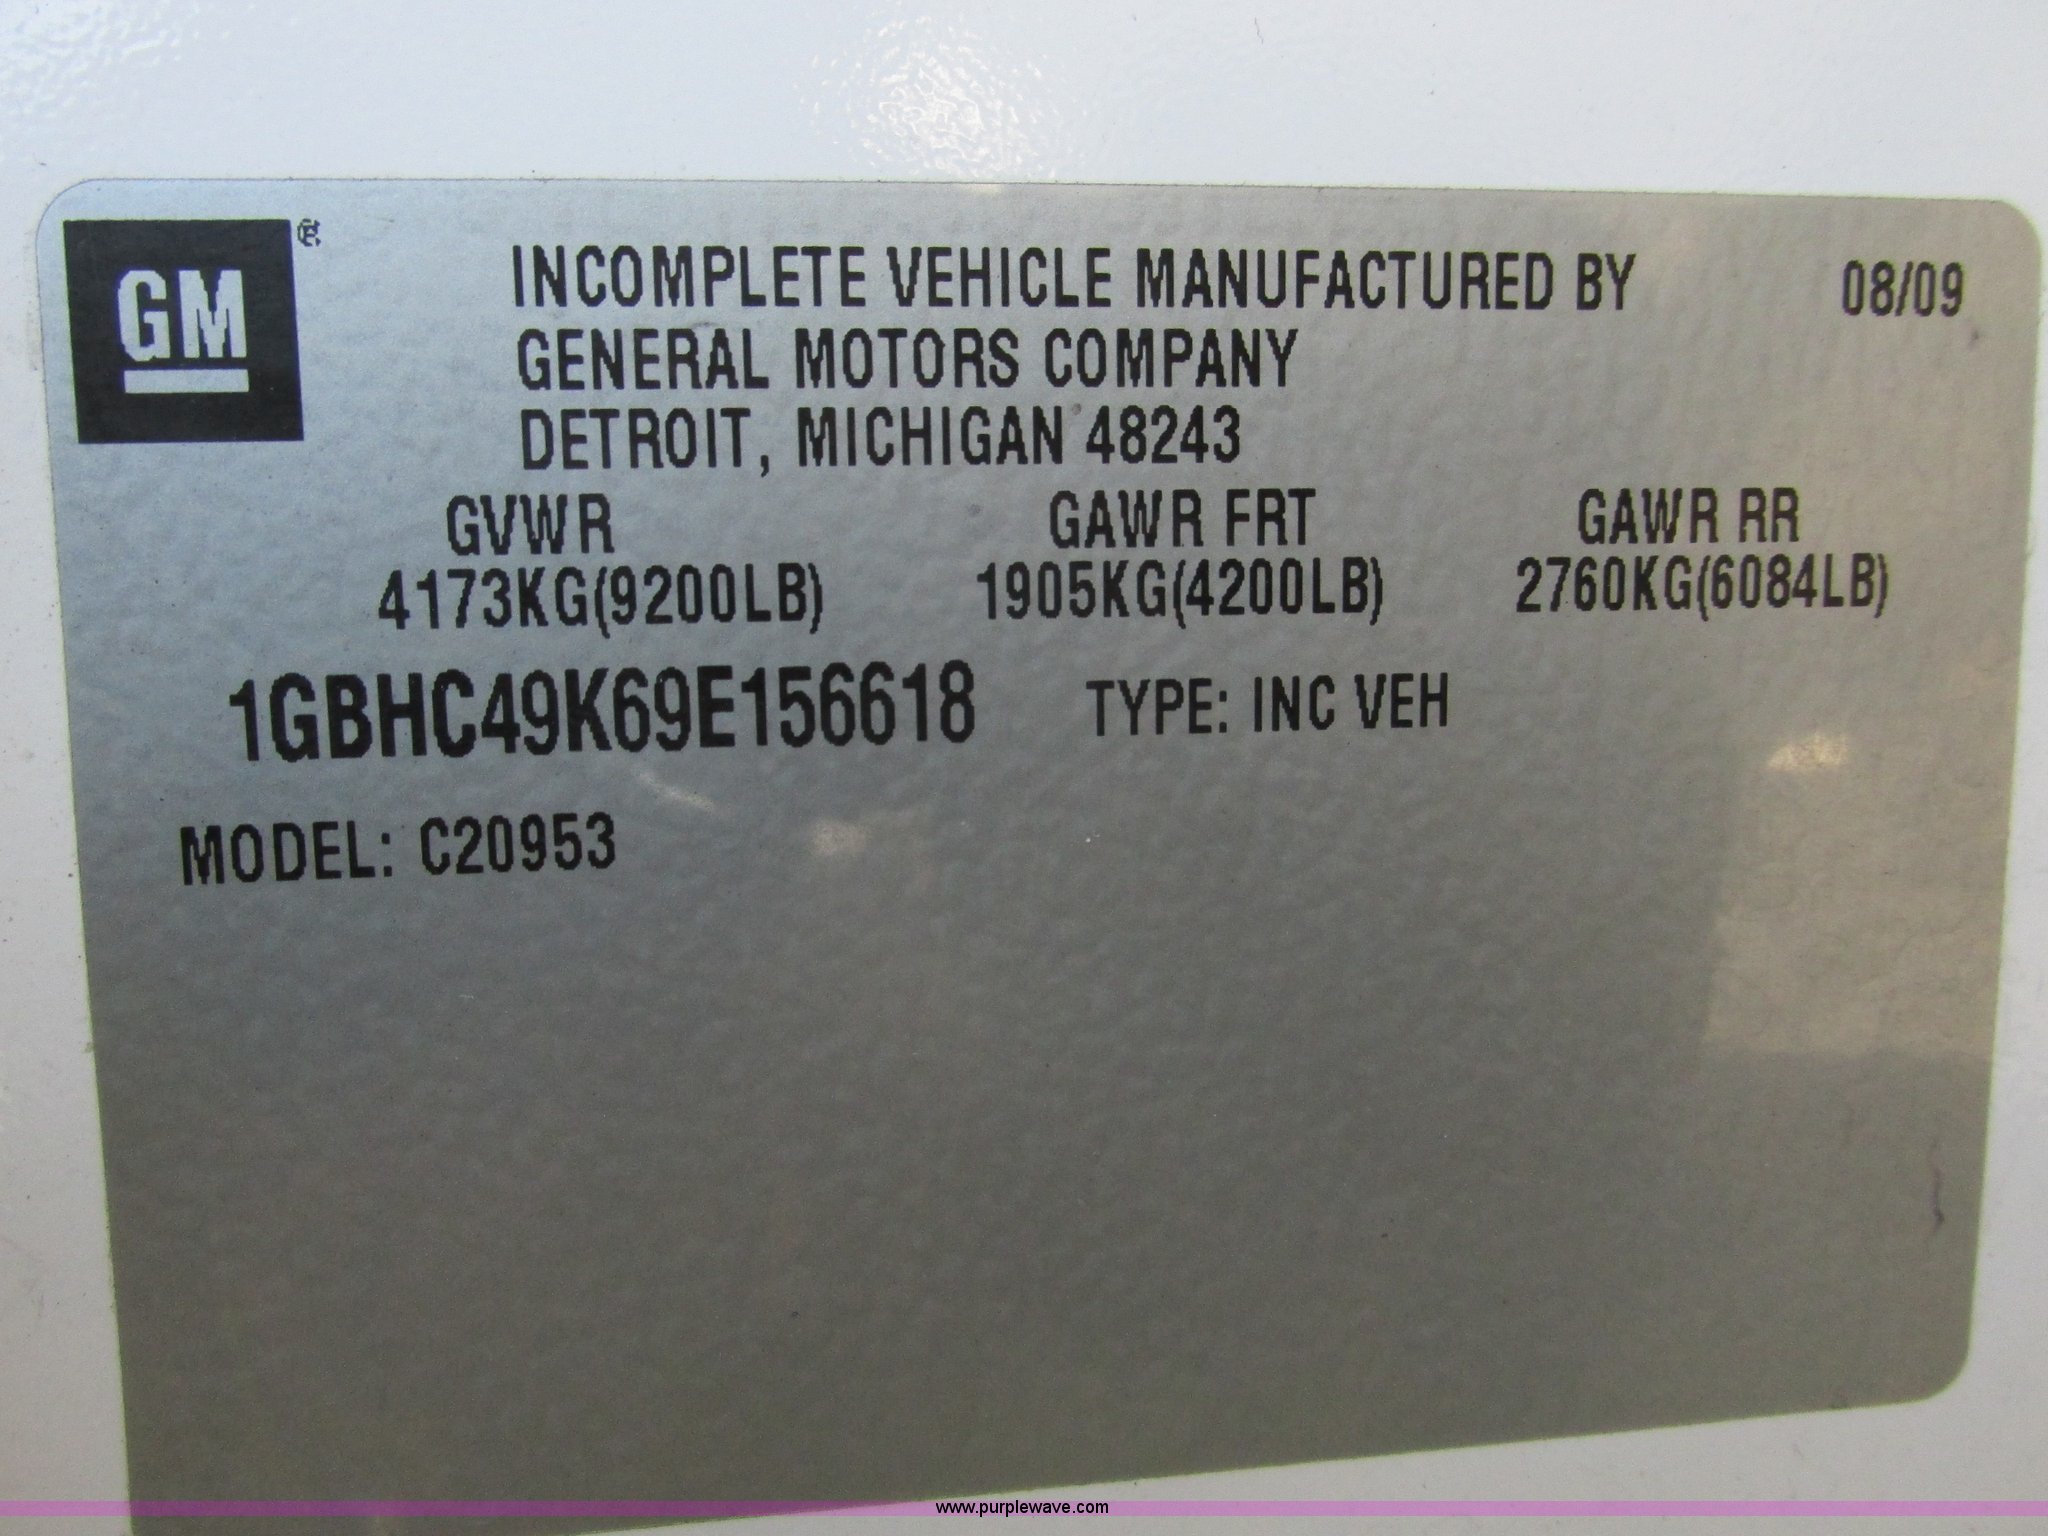 GM ®
INCOMPLETE VEHICLE MANUFACTURED BY 08/09
GENERAL MOTORS COMPANY
DETROIT, MICHIGAN 48243
GVWR GAWR FRT GAWR RR
4173KG(9200LB) 1905KG(4200LB) 2760KG(6084LB)
1GBHC49K69E156618 TYPE: INC VEH
MODEL: C20953
www.purplewave.com